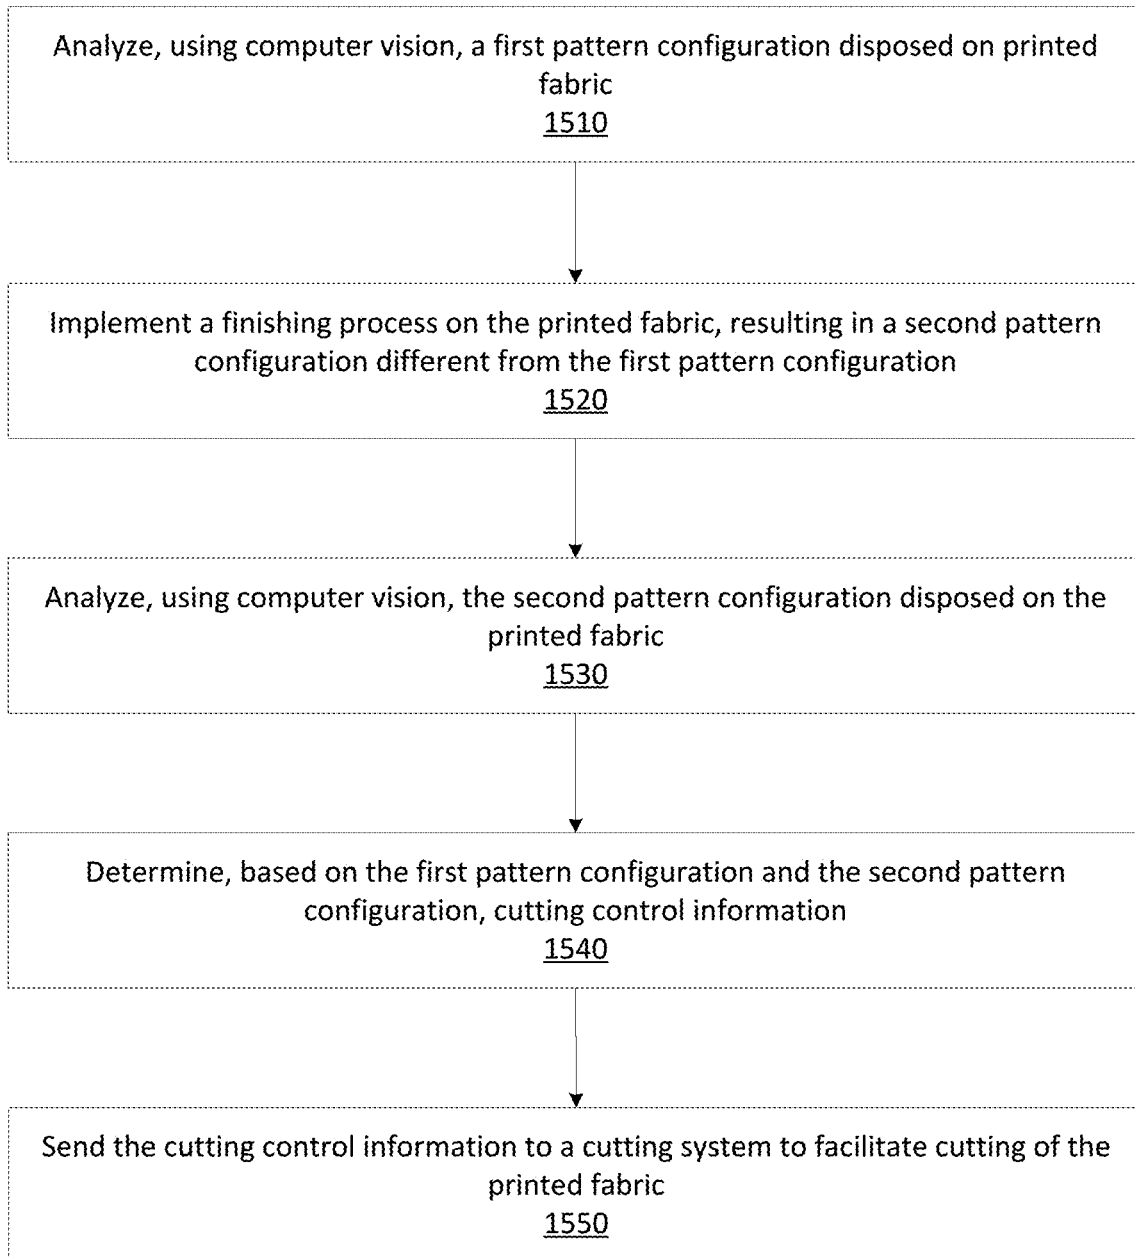 Analyze, using computer vision, a first pattern configuration disposed on printed
fabric
1510
Implement a finishing process on the printed fabric, resulting in a second pattern
configuration different from the first pattern configuration
1520
Analyze, using computer vision, the second pattern configuration disposed on the
printed fabric
1530
Determine, based on the first pattern configuration and the second pattern
configuration, cutting control information
1540
Send the cutting control information to a cutting system to facilitate cutting of the
printed fabric
1550